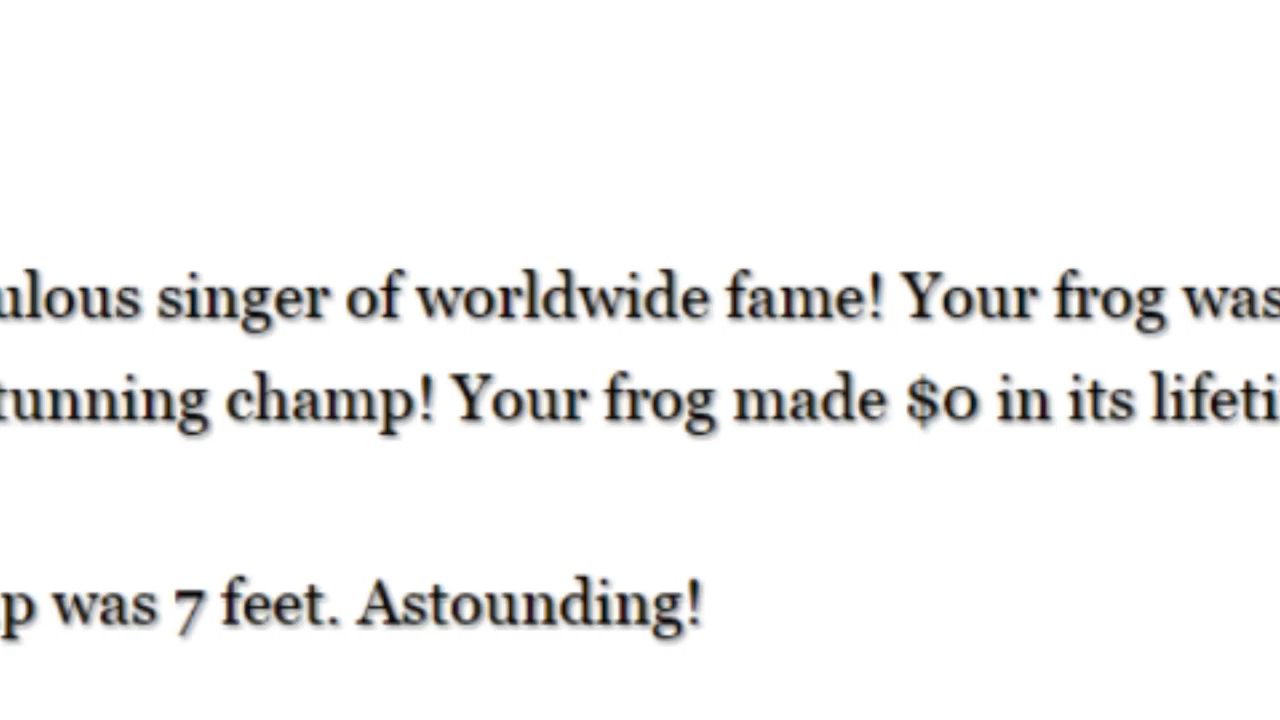 ulous singer of worldwide fame! Your frog was
tunning champ! Your frog made $0 in its lifeti
p was 7 feet. Astounding!